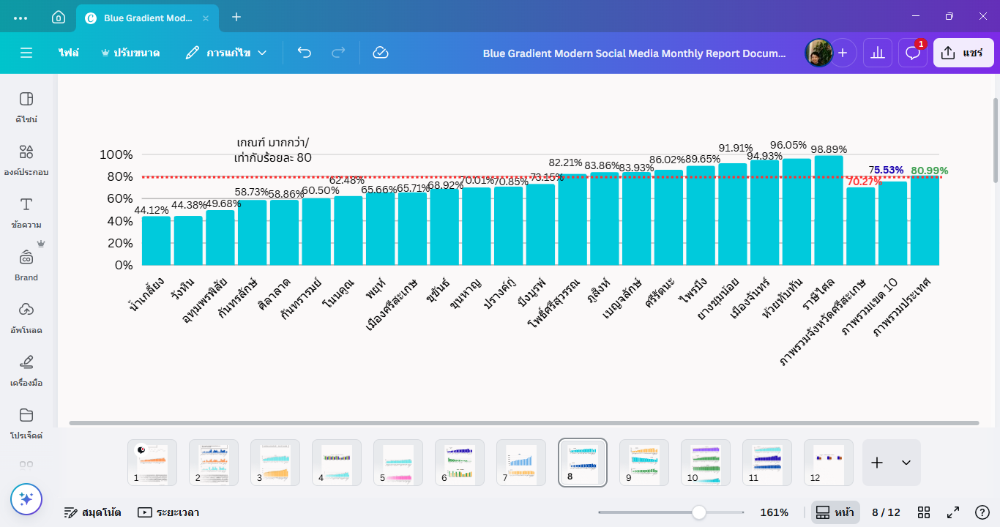 Blue Gradient Mod...
ไฟล์
ปรับขนาด
การแก้ไข
Blue Gradient Modern Social Media Monthly Report Docum...
1
แชร์
ดีไซน์
องค์ประกอบ
ข้อความ
Brand
อัพโหลด
เครื่องมือ
โปรเจ็คต์
เกณฑ์ มากกว่า/
เท่ากับร้อยละ 80
100%
80%
60%
40%
20%
0%
44.12%
44.38%
49.68%
58.73%
58.86%
60.50%
62.48%
65.66%
65.71%
68.92%
70.01%
70.85%
73.15%
82.21%
83.86%
83.93%
86.02%
89.65%
91.91%
94.93%
96.05%
98.89%
70.27%
75.53%
80.99%
น้ำเกลี้ยง
วังหิน
อุทุมพรพิสัย
กันทรลักษ์
ศิลาลาด
กันทรารมย์
โนนคูณ
พยุห์
เมืองศรีสะเกษ
ขุขันธ์
ขุนหาญ
ปรางค์กู่
บึงบูรพ์
โพธิ์ศรีสุวรรณ
ภูสิงห์
เบญจลักษ์
ศรีรัตนะ
ไพรบึง
ยางชุมน้อย
เมืองจันทร์
ห้วยทับทัน
ราษีไศล
ภาพรวมจังหวัดศรีสะเกษ
ภาพรวมเขต 10
ภาพรวมประเทศ
1
2
3
4
5
6
7
8
9
10
11
12
สมุดโน้ต
ระยะเวลา
161%
หน้า
8 / 12